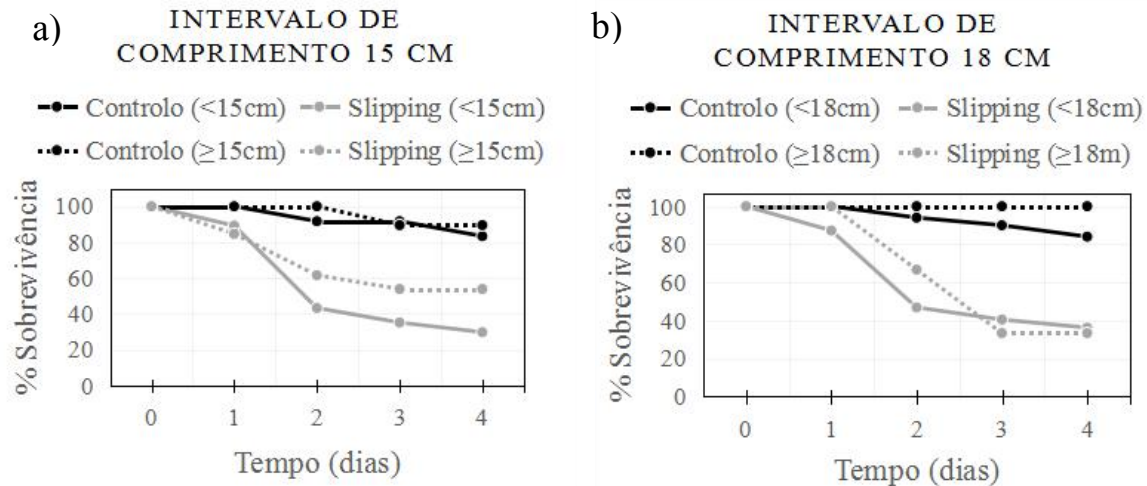 a)
INTERVALO DE
COMPRIMENTO 15 CM
Controlo (<15cm) Slipping (<15cm)
Controlo (≥15cm) Slipping (≥15cm)
% Sobrevivência
100
80
60
40
20
0
0 1 2 3 4
Tempo (dias)
b)
INTERVALO DE
COMPRIMENTO 18 CM
Controlo (<18cm) Slipping (<18cm)
Controlo (≥18cm) Slipping (≥18m)
% Sobrevivência
100
80
60
40
20
0
0 1 2 3 4
Tempo (dias)